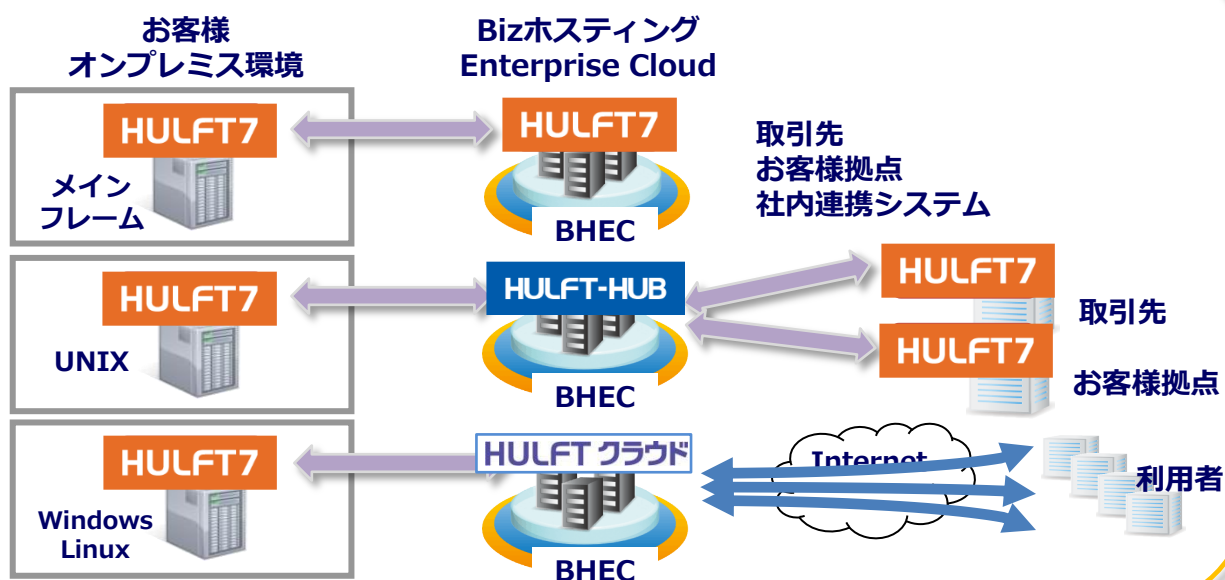 お客様
オンプレミス環境
Bizホスティング
Enterprise Cloud
HULFT7
メイン
フレーム
HULFT7
BHEC
取引先
お客様拠点
社内連携システム
HULFT7
UNIX
HULFT-HUB
BHEC
HULFT7
取引先
HULFT7
お客様拠点
HULFT7
Windows
Linux
HULFT クラウド
BHEC
Internet
利用者